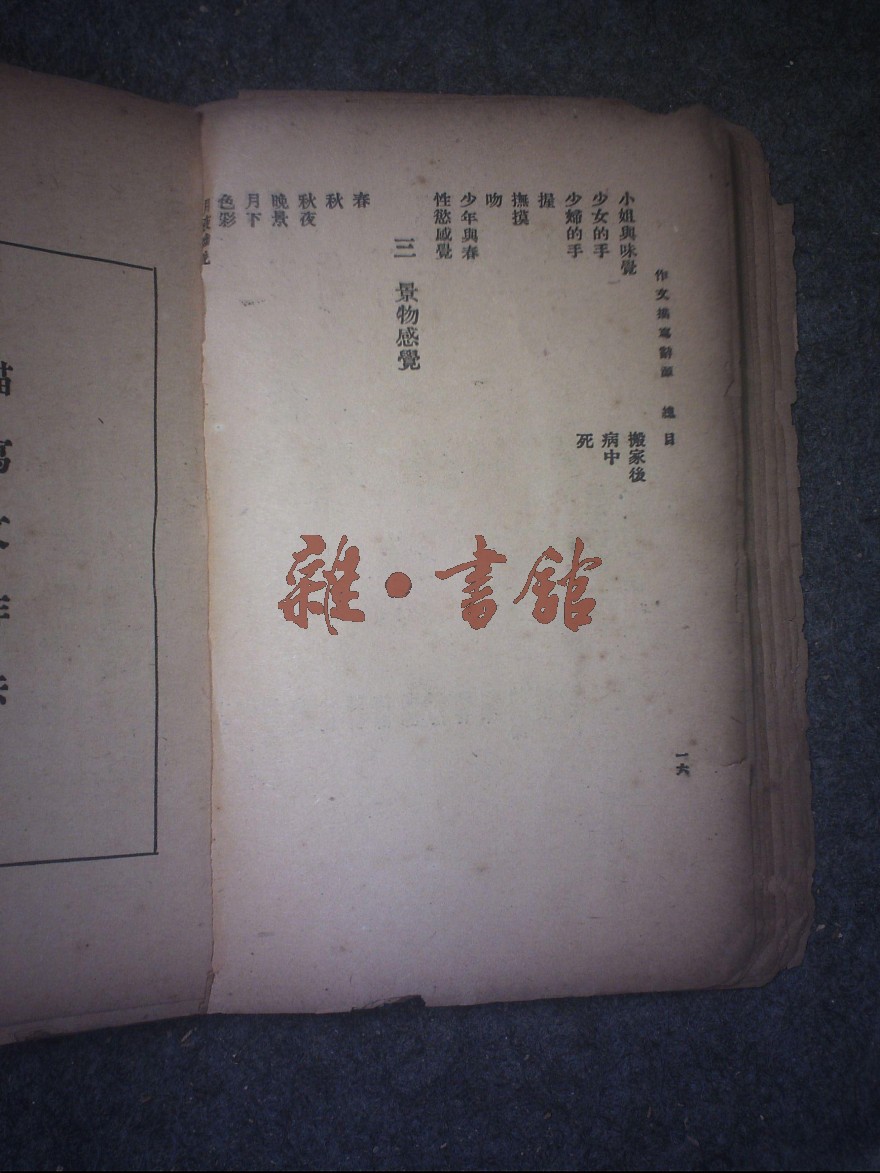 作文描寫辭源 總目
小姐與味覺
少女的手
少婦的手
握
撫摸
吻
少年與春
性慾感覺
搬家後
病中
死
三 景物感覺
春
秋
秋夜
晚景
月下
色彩
一六
雜•書館